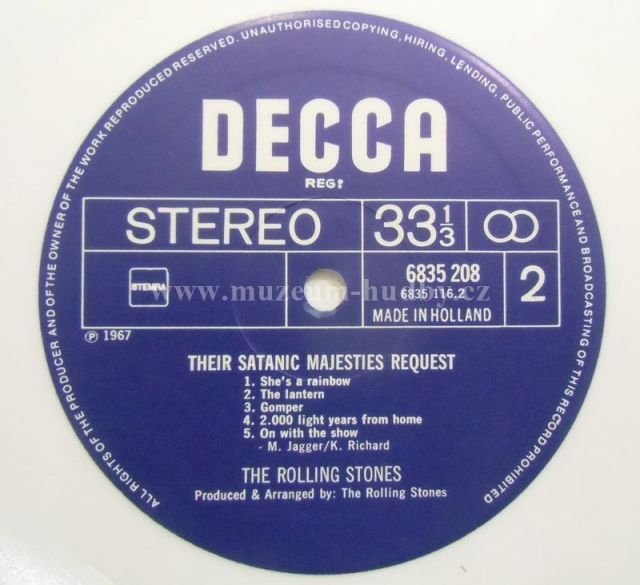 ALL RIGHTS OF THE PRODUCER AND OF THE OWNER OF THE WORK REPRODUCED RESERVED. UNAUTHORISED COPYING, HIRING, LENDING, PUBLIC PERFORMANCE AND BROADCASTING OF THIS RECORD PROHIBITED
DECCA
REGD
STEREO 33 1/3
STEMRA 6835 208 2
6835 116.2
MADE IN HOLLAND
www.muzeum-hudby.cz
Ⓟ 1967
THEIR SATANIC MAJESTIES REQUEST
1. She's a rainbow
2. The lantern
3. Gomper
4. 2.000 light years from home
5. On with the show
- M. Jagger/K. Richard
THE ROLLING STONES
Produced & Arranged by: The Rolling Stones